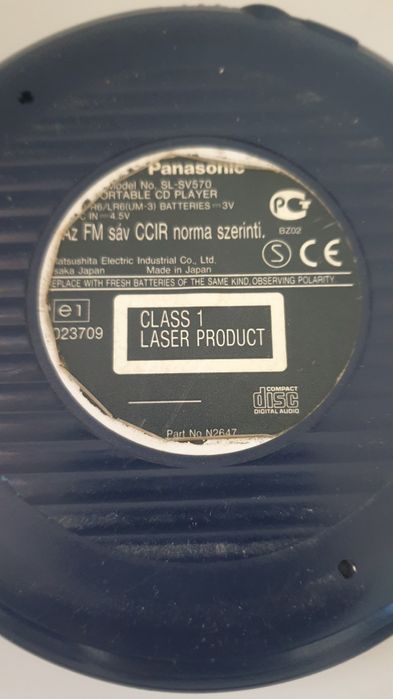 Panasonic
Model No. SL-SV570
PORTABLE CD PLAYER
R6/LR6(UM-3) BATTERIES 3V
DC IN 4.5V
Az FM sáv CCIR norma szerinti.
BZ02
S CE
Matsushita Electric Industrial Co., Ltd.
Osaka Japan Made in Japan
REPLACE WITH FRESH BATTERIES OF THE SAME KIND, OBSERVING POLARITY.
e1
023709
CLASS 1
LASER PRODUCT
COMPACT
disc
DIGITAL AUDIO
Part No. N2647